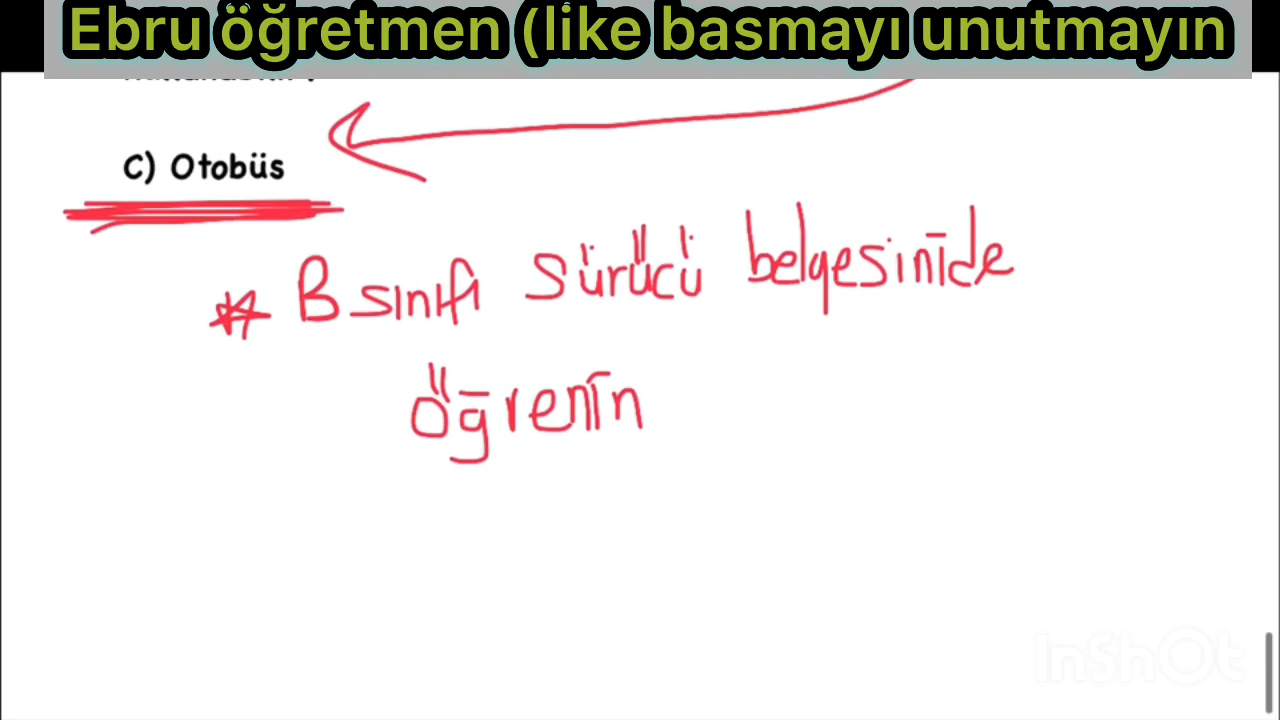 Ebru öğretmen (like basmayı unutmayın
C) Otobüs
* B sınıfı sürücü belgesinide
öğrenin
InShOt